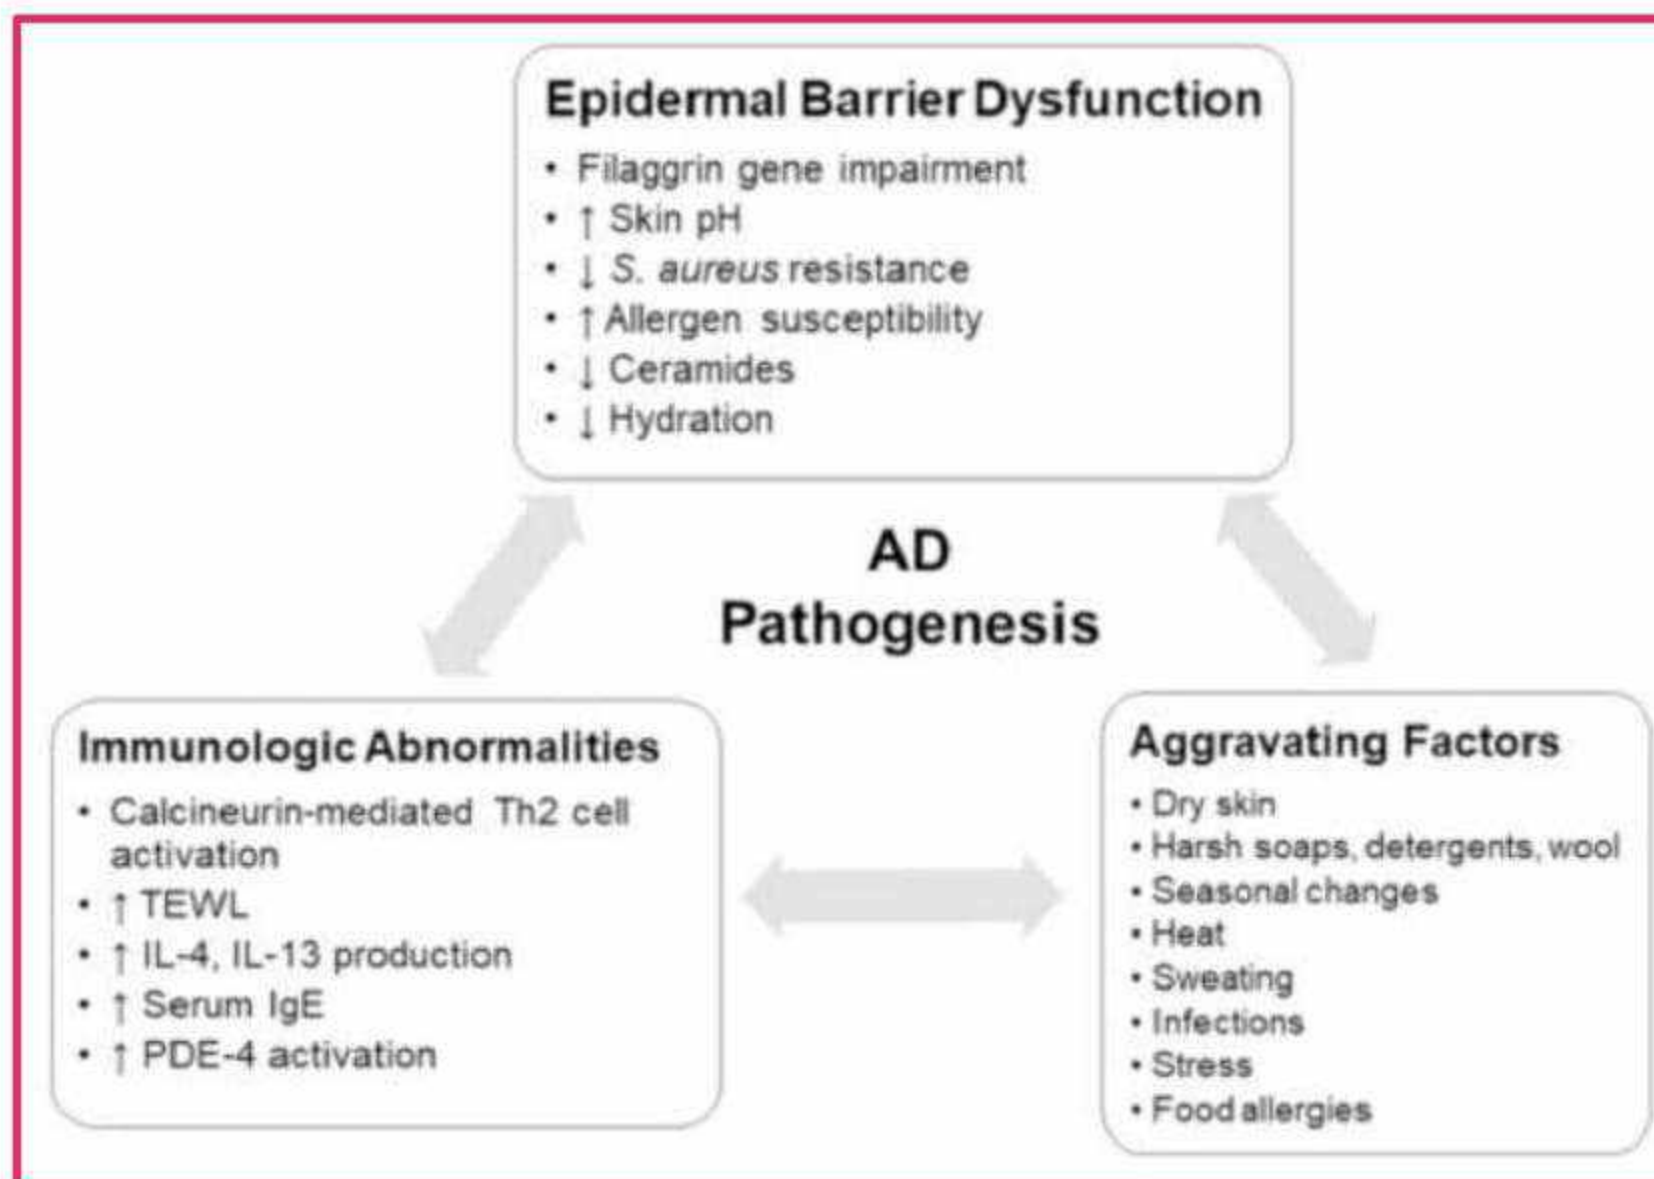 Epidermal Barrier Dysfunction
• Filaggrin gene impairment
• ↑ Skin pH
• ↓ S. aureus resistance
• ↑ Allergen susceptibility
• ↓ Ceramides
• ↓ Hydration
AD
Pathogenesis
Immunologic Abnormalities
• Calcineurin-mediated Th2 cell
activation
• ↑ TEWL
• ↑ IL-4, IL-13 production
• ↑ Serum IgE
• ↑ PDE-4 activation
Aggravating Factors
• Dry skin
• Harsh soaps, detergents, wool
• Seasonal changes
• Heat
• Sweating
• Infections
• Stress
• Food allergies